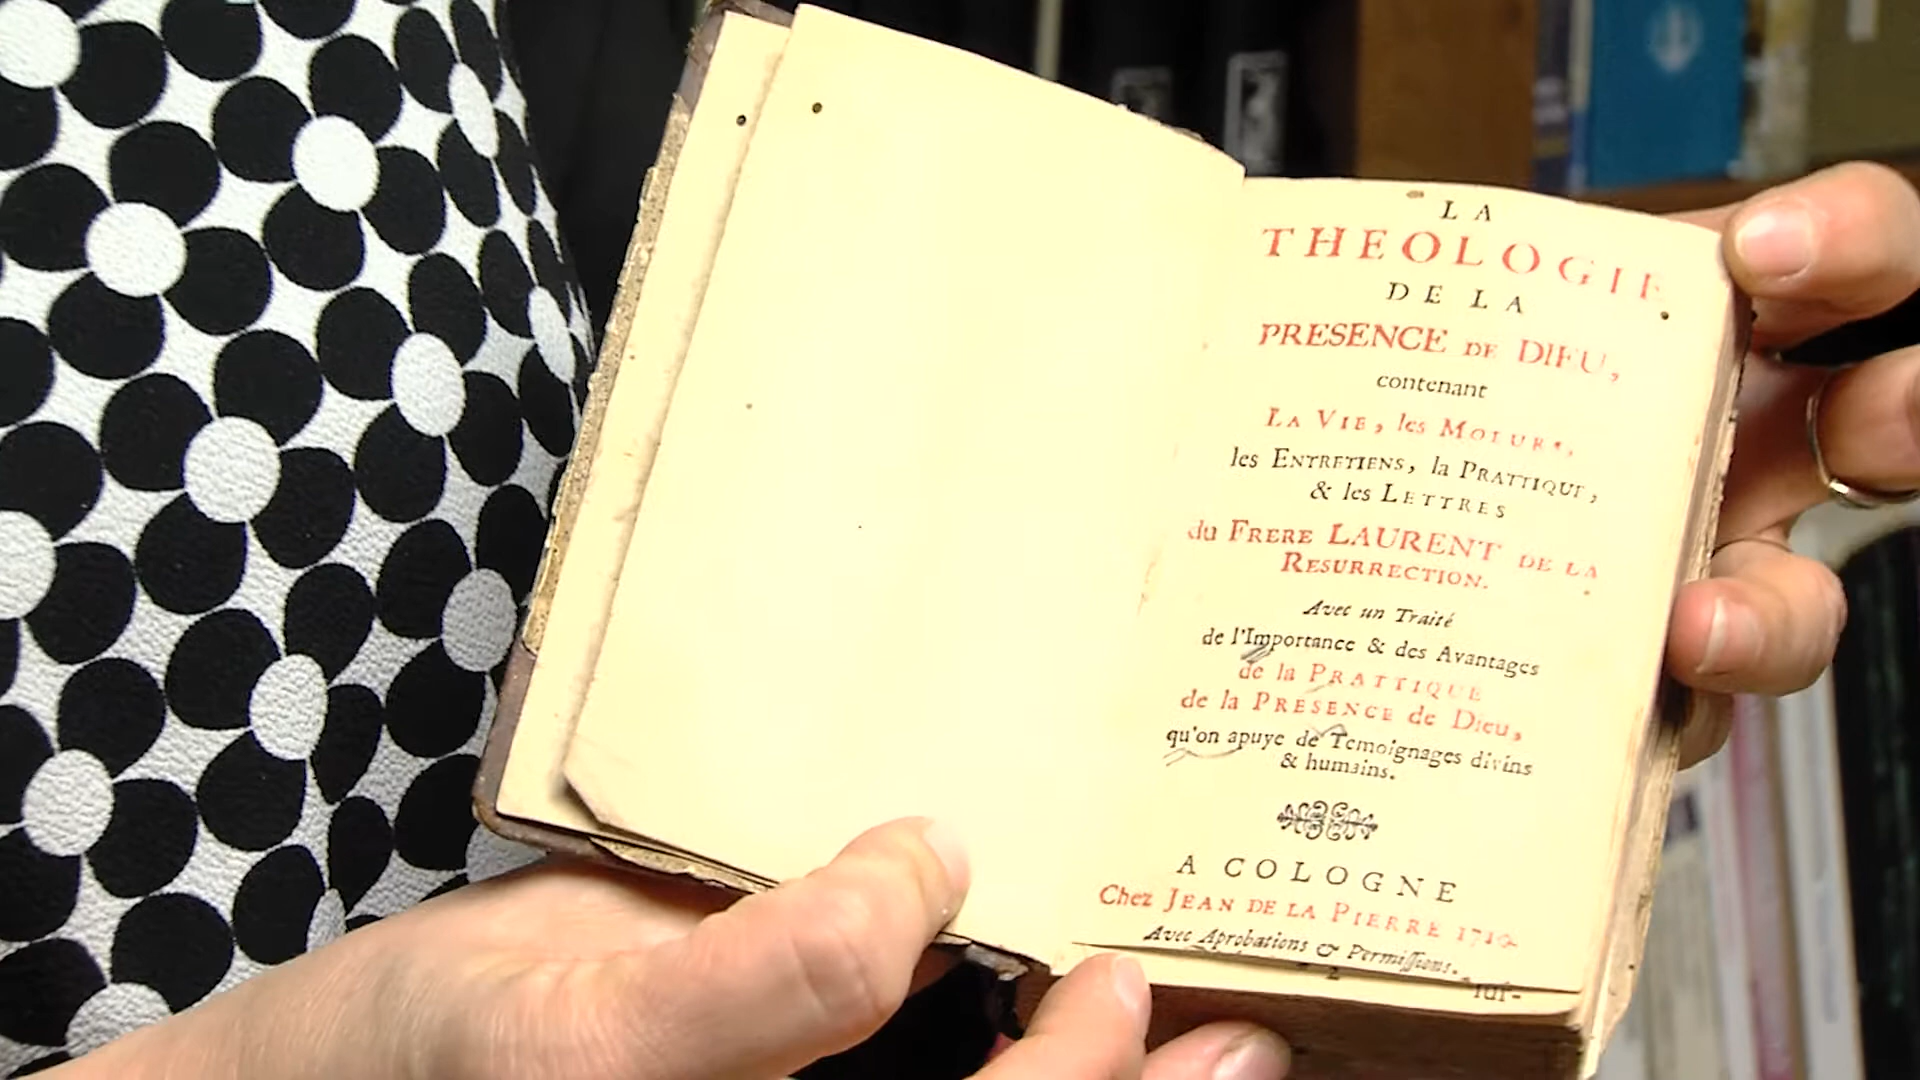 LA
THEOLOGIE
DE LA
PRESENCE DE DIEU,
contenant
LA VIE, les MOEURS,
les ENTRETIENS, la PRATTIQUE,
& les LETTRES
du FRERE LAURENT DE LA
RESURRECTION.
Avec un Traité
de l'Importance & des Avantages
de la PRATTIQUE
de la PRESENCE de Dieu,
qu'on apuye de Temoignages divins
& humains.
A COLOGNE
Chez JEAN DE LA PIERRE 1710.
Avec Aprobations & Permissions.
2
lui-